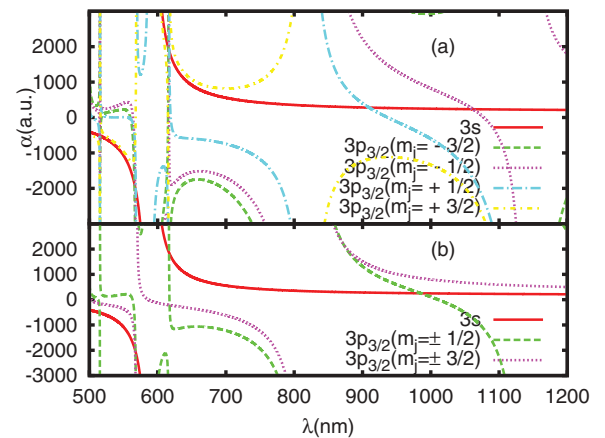 3000
2000
(a)
1000
0
3s
-1000
3p3/2(mj= - 3/2)
3p3/2(mj= - 1/2)
-2000
3p3/2(mj= + 1/2)
3p3/2(mj= + 3/2)
α(a.u.)
(b)
2000
1000
0
3s
-1000
3p3/2(mj=± 1/2)
-2000
3p3/2(mj=± 3/2)
-3000
500 600 700 800 900 1000 1100 1200
λ(nm)